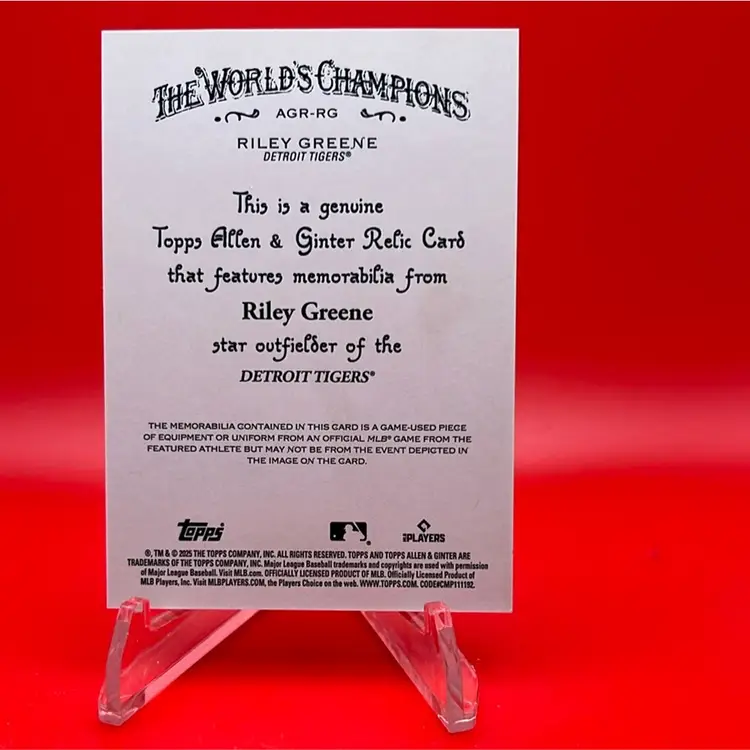 THE WORLD'S CHAMPIONS
AGR-RG
RILEY GREENE
DETROIT TIGERS®
This is a genuine
Topps Allen & Ginter Relic Card
that features memorabilia from
Riley Greene
star outfielder of the
DETROIT TIGERS®
THE MEMORABILIA CONTAINED IN THIS CARD IS A GAME-USED PIECE
OF EQUIPMENT OR UNIFORM FROM AN OFFICIAL MLB® GAME FROM THE
FEATURED ATHLETE BUT MAY NOT BE FROM THE EVENT DEPICTED IN
THE IMAGE ON THE CARD.
Topps
PLAYERS
®, TM & © 2025 THE TOPPS COMPANY, INC. ALL RIGHTS RESERVED. TOPPS AND TOPPS ALLEN & GINTER ARE
TRADEMARKS OF THE TOPPS COMPANY, INC. Major League Baseball trademarks and copyrights are used with permission
of Major League Baseball. Visit MLB.com. OFFICIALLY LICENSED PRODUCT OF MLB. Officially Licensed Product of
MLB Players, Inc. Visit MLBPLAYERS.COM, the Players Choice on the web. WWW.TOPPS.COM. CODE#CMP111192.